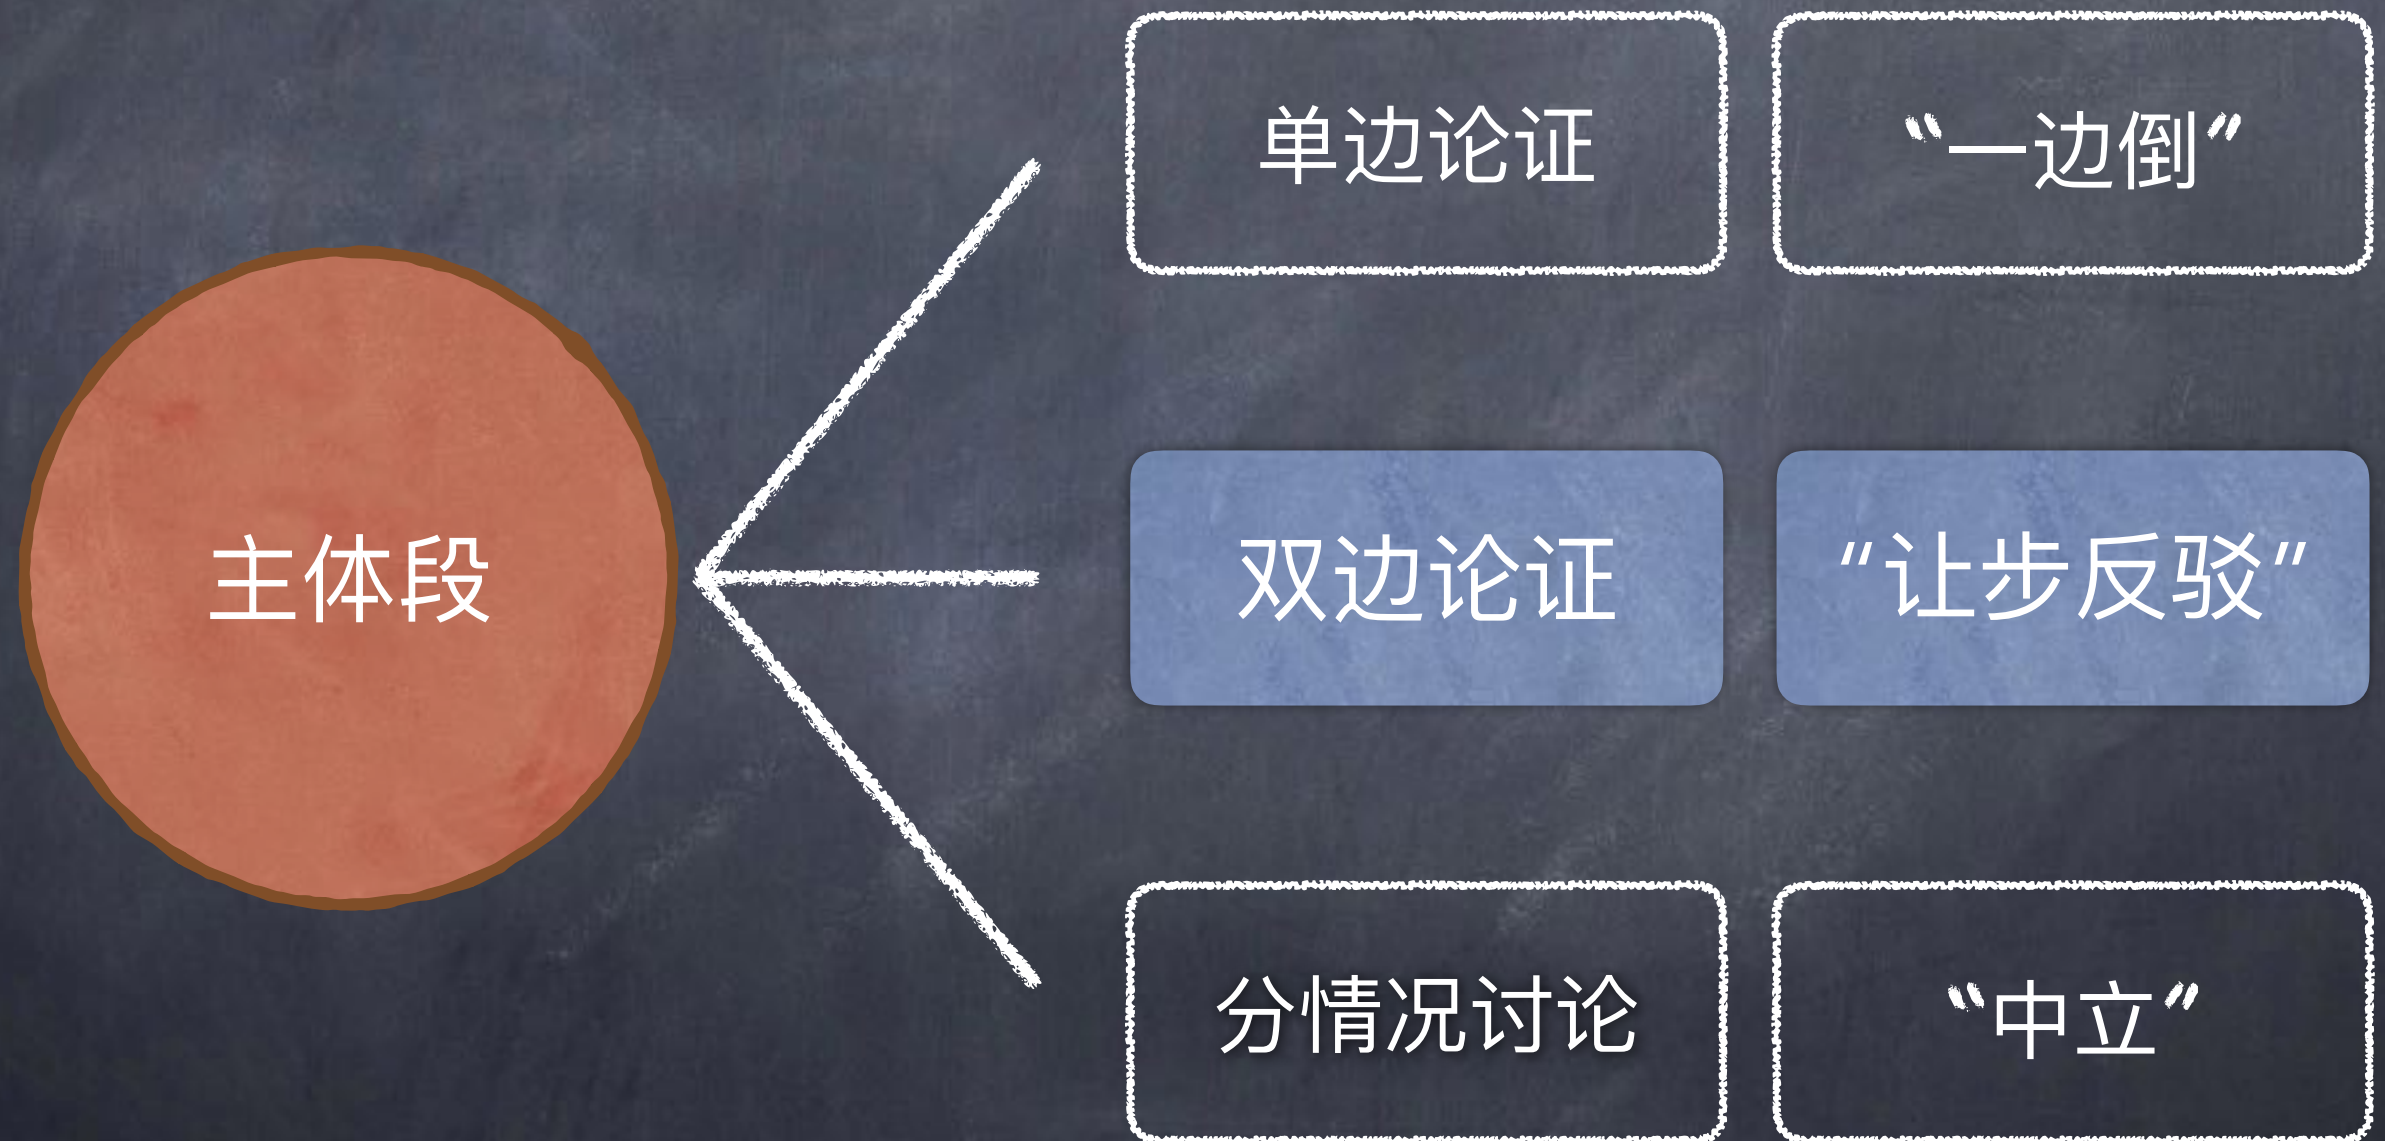 主体段
单边论证
“一边倒”
双边论证
“让步反驳”
分情况讨论
“中立”